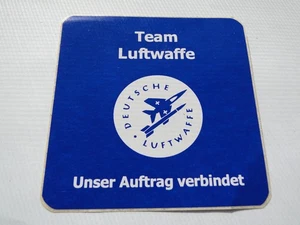 Team
Luftwaffe
DEUTSCHE
LUFTWAFFE
Unser Auftrag verbindet